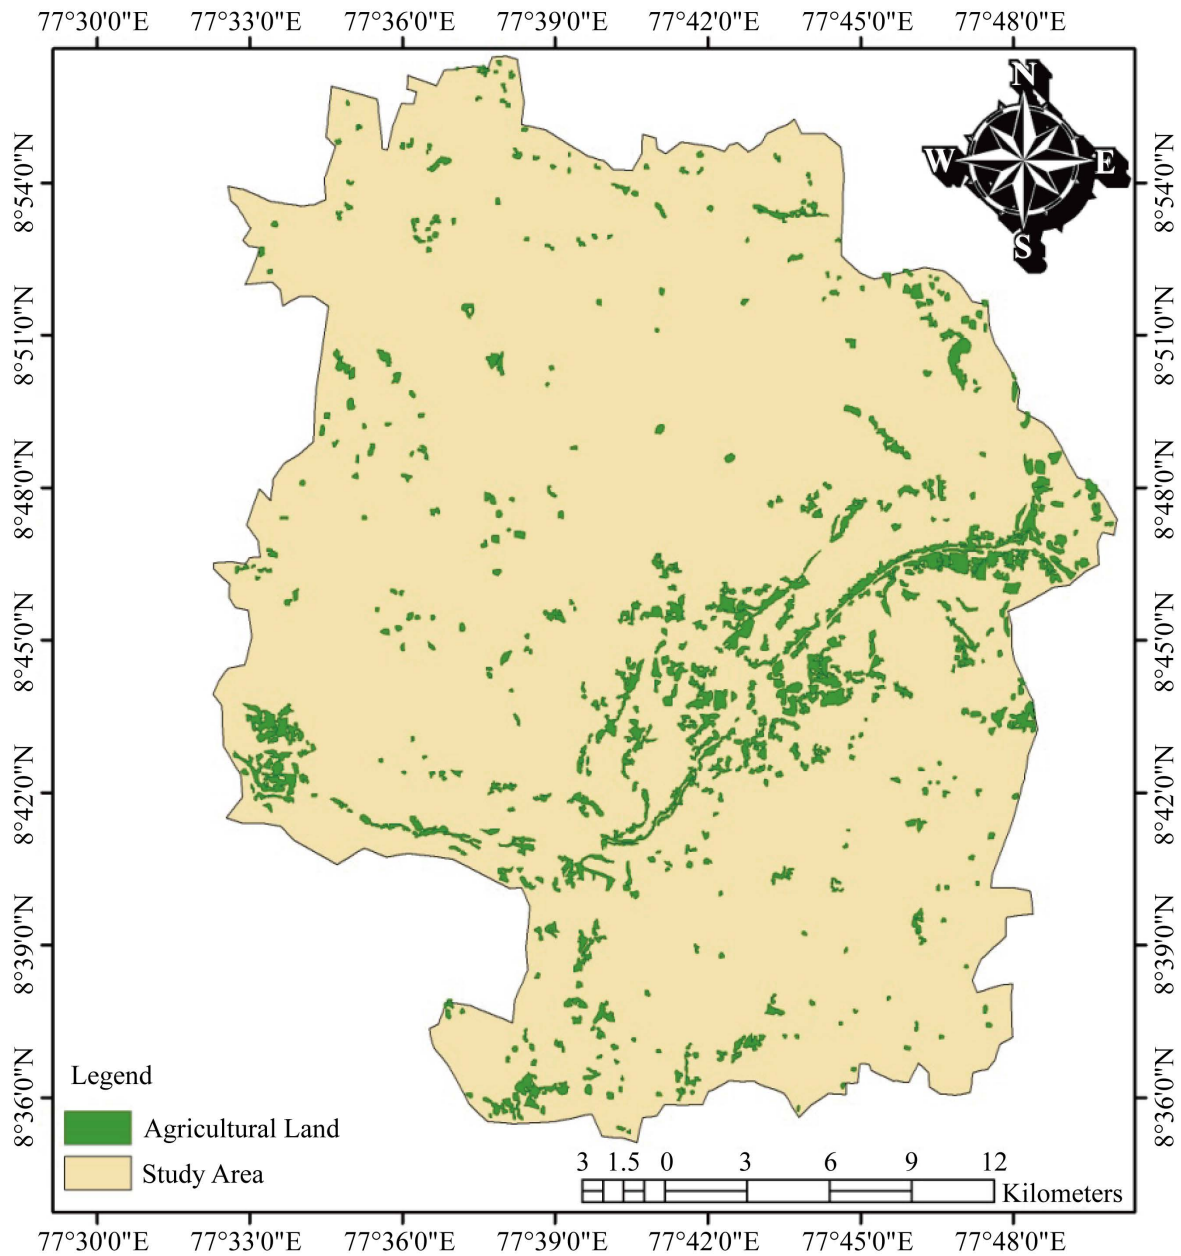 77°30'0"E 77°33'0"E 77°36'0"E 77°39'0"E 77°42'0"E 77°45'0"E 77°48'0"E
N
W E
S
8°54'0"N 8°54'0"N
8°51'0"N 8°51'0"N
8°48'0"N 8°48'0"N
8°45'0"N 8°45'0"N
8°42'0"N 8°42'0"N
8°39'0"N 8°39'0"N
8°36'0"N 8°36'0"N
Legend
Agricultural Land
Study Area
3 1.5 0 3 6 9 12
Kilometers
77°30'0"E 77°33'0"E 77°36'0"E 77°39'0"E 77°42'0"E 77°45'0"E 77°48'0"E